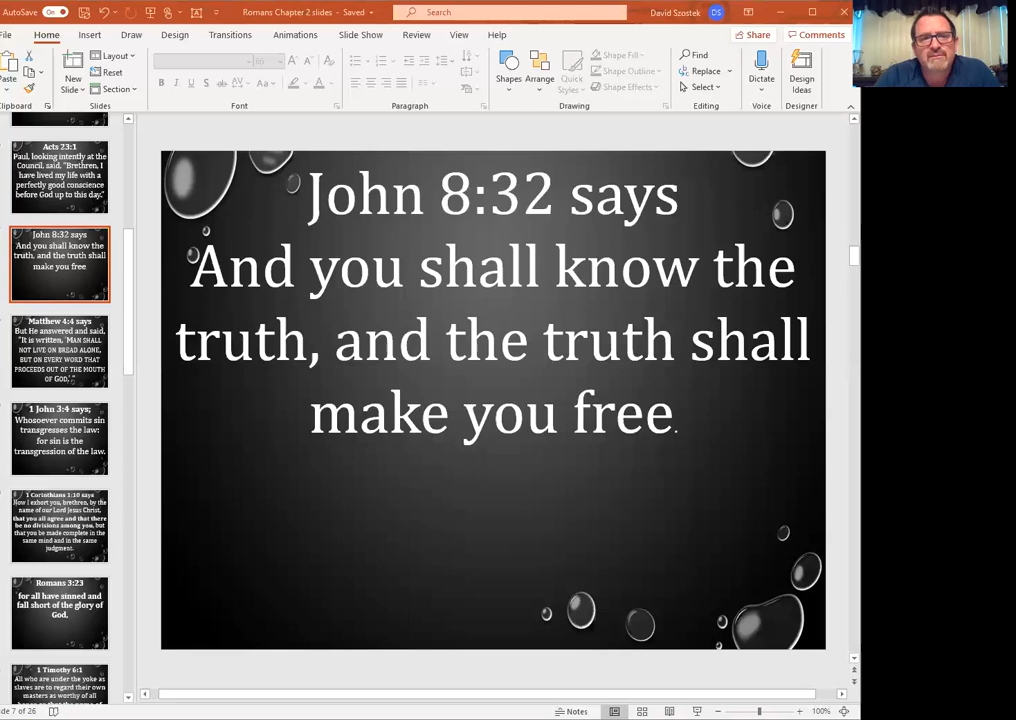 AutoSave
On
Romans Chapter 2 slides - Saved
Search
David Szostek
DS
File
Home
Insert
Draw
Design
Transitions
Animations
Slide Show
Review
View
Help
Share
Comments
Paste
New
Slide
Layout
Reset
Section
66
Shapes
Arrange
Quick
Styles
Shape Fill
Shape Outline
Shape Effects
Find
Replace
Select
Dictate
Design
Ideas
Clipboard
Slides
Font
Paragraph
Drawing
Editing
Voice
Designer
Acts 23:1
Paul, looking intently at the
Council, said, "Brethren, I
have lived my life with a
perfectly good conscience
before God up to this day."
John 8:32 says
And you shall know the
truth, and the truth shall
make you free
Matthew 4:4 says
But He answered and said,
"It is written, 'MAN SHALL
NOT LIVE ON BREAD ALONE,
BUT ON EVERY WORD THAT
PROCEEDS OUT OF THE MOUTH
OF GOD,'."
1 John 3:4 says;
Whosoever commits sin
transgresses the law:
for sin is the
transgression of the law.
1 Corinthians 1:10 says
Now I exhort you, brethren, by the
name of our Lord Jesus Christ,
that you all agree and that there
be no divisions among you, but
that you be made complete in the
same mind and in the same
judgment.
Romans 3:23
for all have sinned and
fall short of the glory of
God,
1 Timothy 6:1
All who are under the yoke as
slaves are to regard their own
masters as worthy of all
John 8:32 says
And you shall know the
truth, and the truth shall
make you free.
Slide 7 of 26
Notes
100%